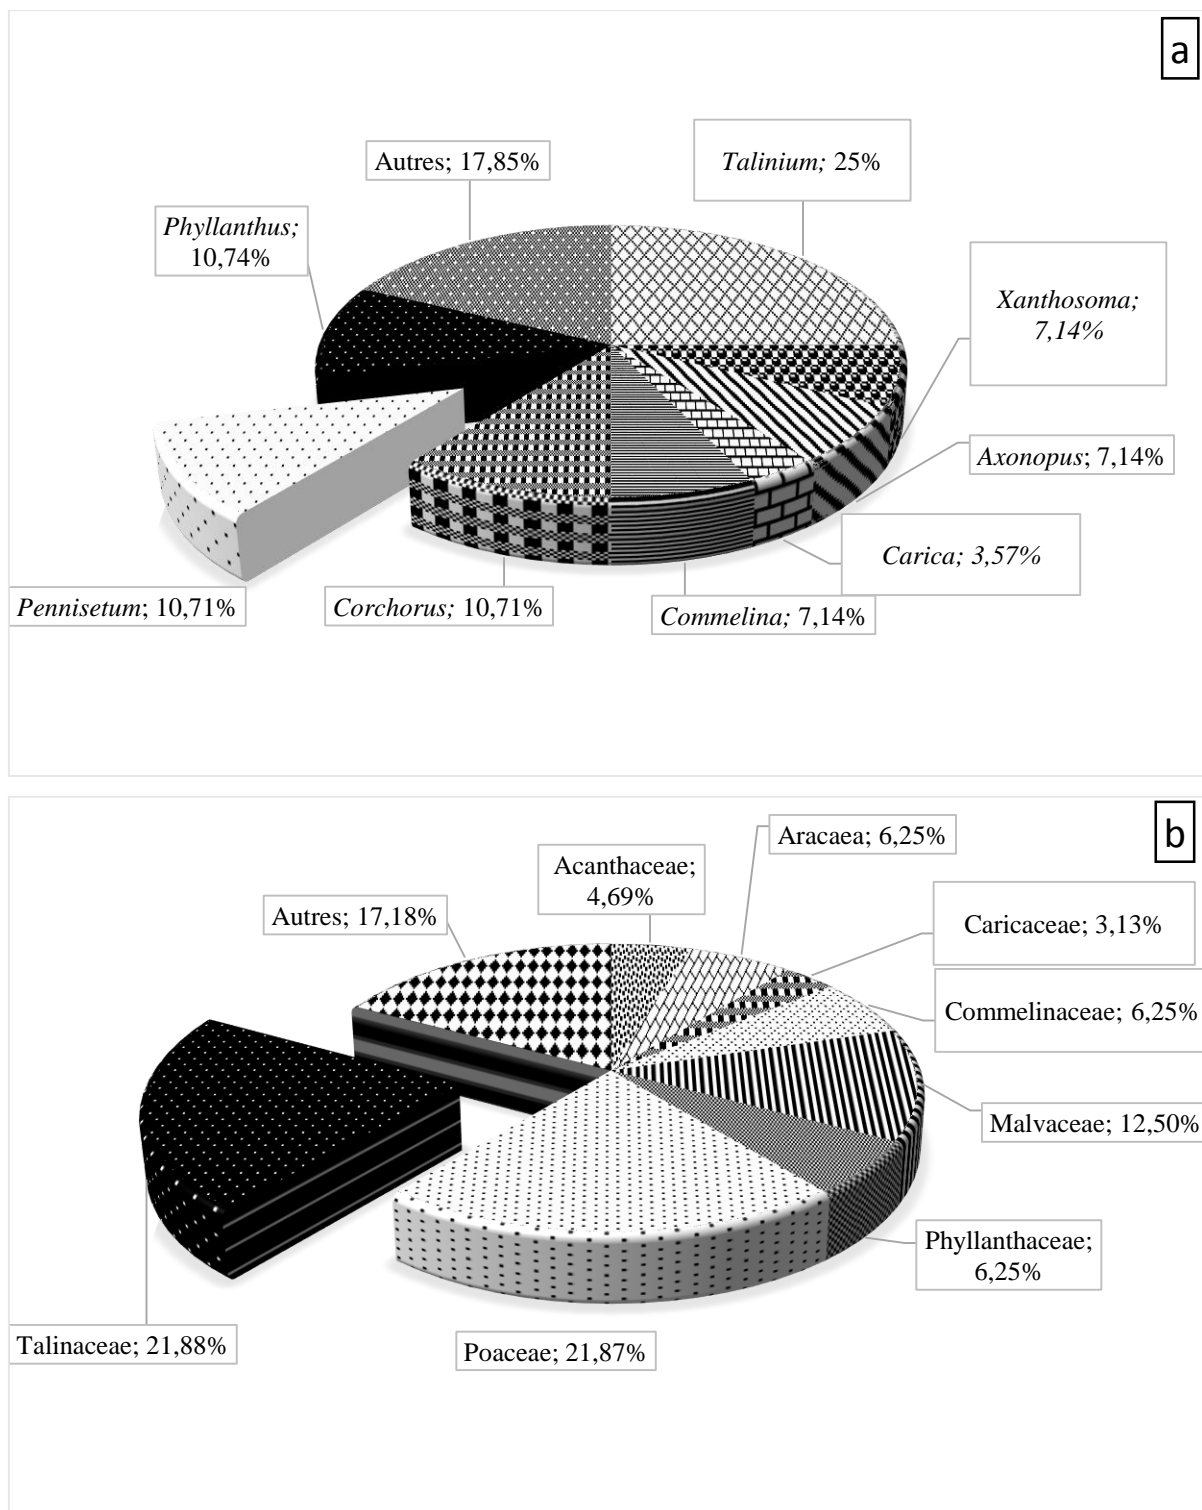 a
Autres; 17,85%
Talinium; 25%
Phyllanthus;
10,74%
Xanthosoma;
7,14%
Axonopus; 7,14%
Carica; 3,57%
Pennisetum; 10,71%
Corchorus; 10,71%
Commelina; 7,14%
b
Aracaea; 6,25%
Acanthaceae;
4,69%
Autres; 17,18%
Caricaceae; 3,13%
Commelinaceae; 6,25%
Malvaceae; 12,50%
Phyllanthaceae;
6,25%
Talinaceae; 21,88%
Poaceae; 21,87%